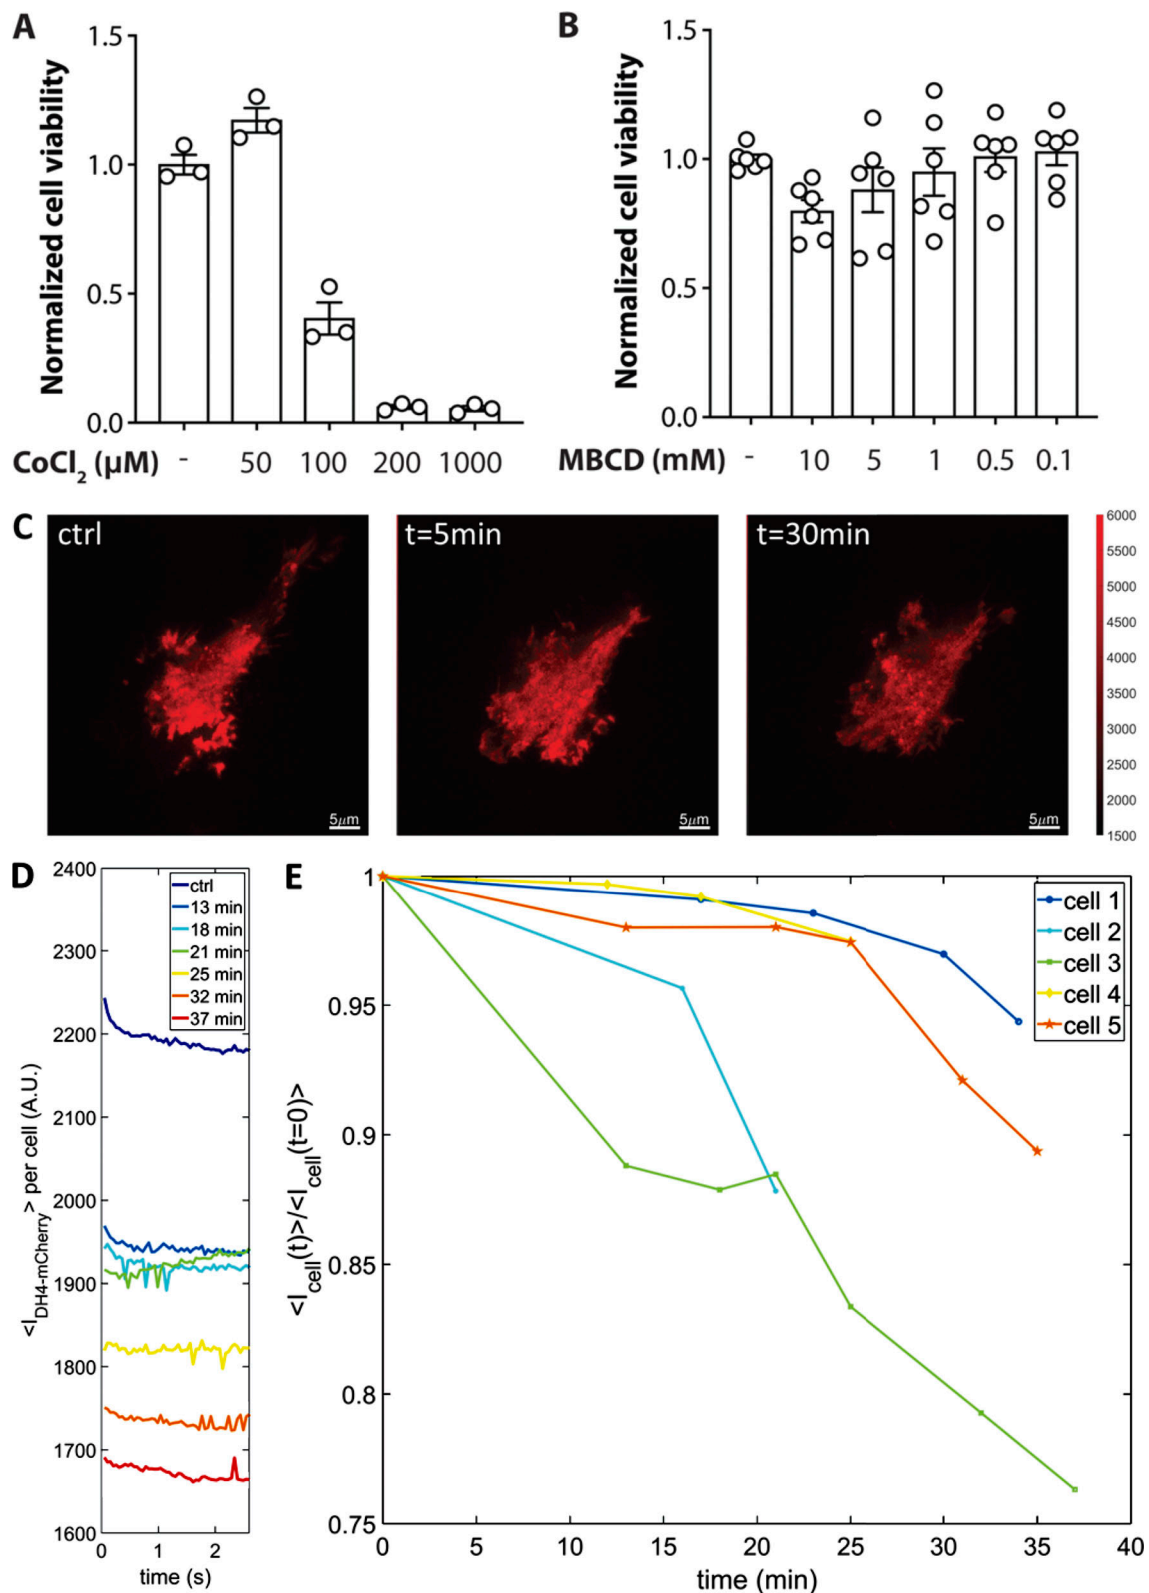 A
Normalized cell viability
1.5
1.0
0.5
0.0
CoCl₂ (µM) - 50 100 200 1000
B
Normalized cell viability
1.5
1.0
0.5
0.0
MBCD (mM) - 10 5 1 0.5 0.1
C
ctrl
5µm
t=5min
5µm
t=30min
5µm
6000
5500
5000
4500
4000
3500
3000
2500
2000
1500
D
<I_DH4-mCherry> per cell (A.U.)
2400
2300
2200
2100
2000
1900
1800
1700
1600
ctrl
13 min
18 min
21 min
25 min
32 min
37 min
0 1 2
time (s)
E
<I_cell(t)>/<I_cell(t=0)>
1
0.95
0.9
0.85
0.8
0.75
cell 1
cell 2
cell 3
cell 4
cell 5
0 5 10 15 20 25 30 35 40
time (min)